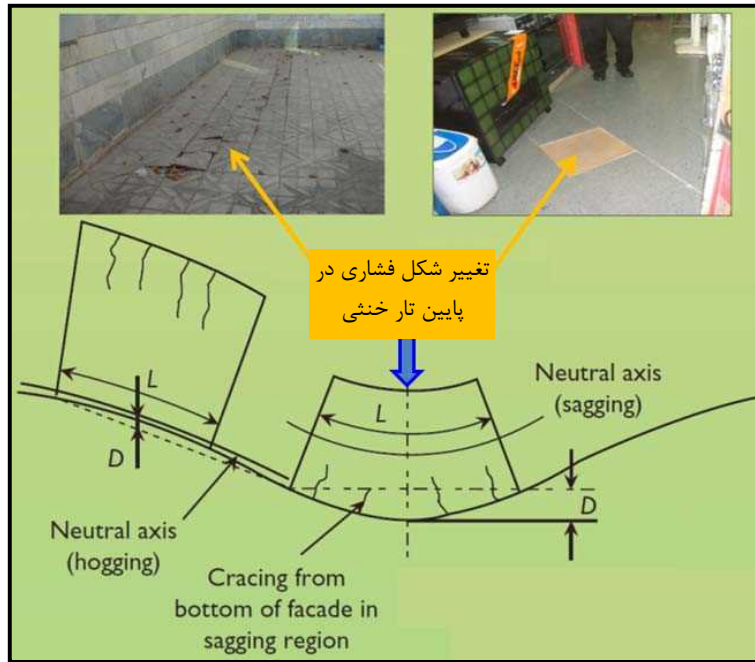 تغییر شکل فشاری در
پایین تار خنثی
L
D
Neutral axis
(hogging)
Cracing from
bottom of facade in
sagging region
L
Neutral axis
(sagging)
D